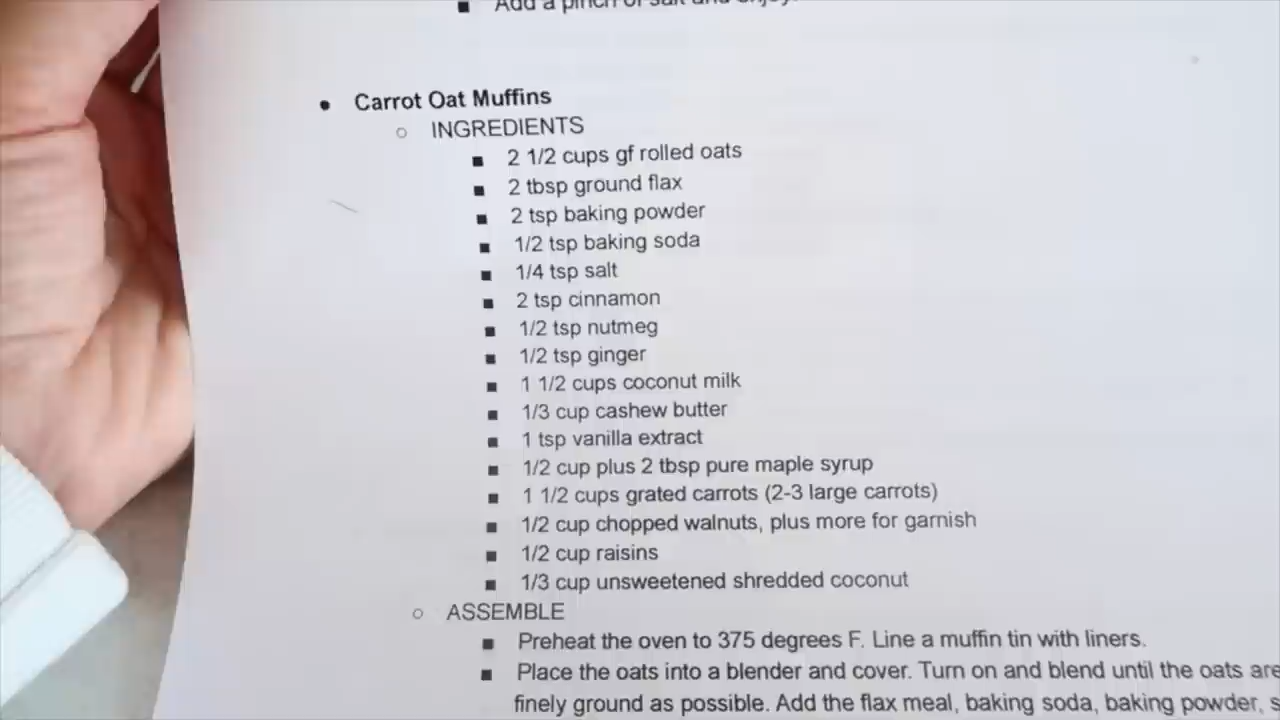 Add a pinch of salt and enjoy.
Carrot Oat Muffins
INGREDIENTS
2 1/2 cups gf rolled oats
2 tbsp ground flax
2 tsp baking powder
1/2 tsp baking soda
1/4 tsp salt
2 tsp cinnamon
1/2 tsp nutmeg
1/2 tsp ginger
1 1/2 cups coconut milk
1/3 cup cashew butter
1 tsp vanilla extract
1/2 cup plus 2 tbsp pure maple syrup
1 1/2 cups grated carrots (2-3 large carrots)
1/2 cup chopped walnuts, plus more for garnish
1/2 cup raisins
1/3 cup unsweetened shredded coconut
ASSEMBLE
Preheat the oven to 375 degrees F. Line a muffin tin with liners.
Place the oats into a blender and cover. Turn on and blend until the oats are
finely ground as possible. Add the flax meal, baking soda, baking powder, s